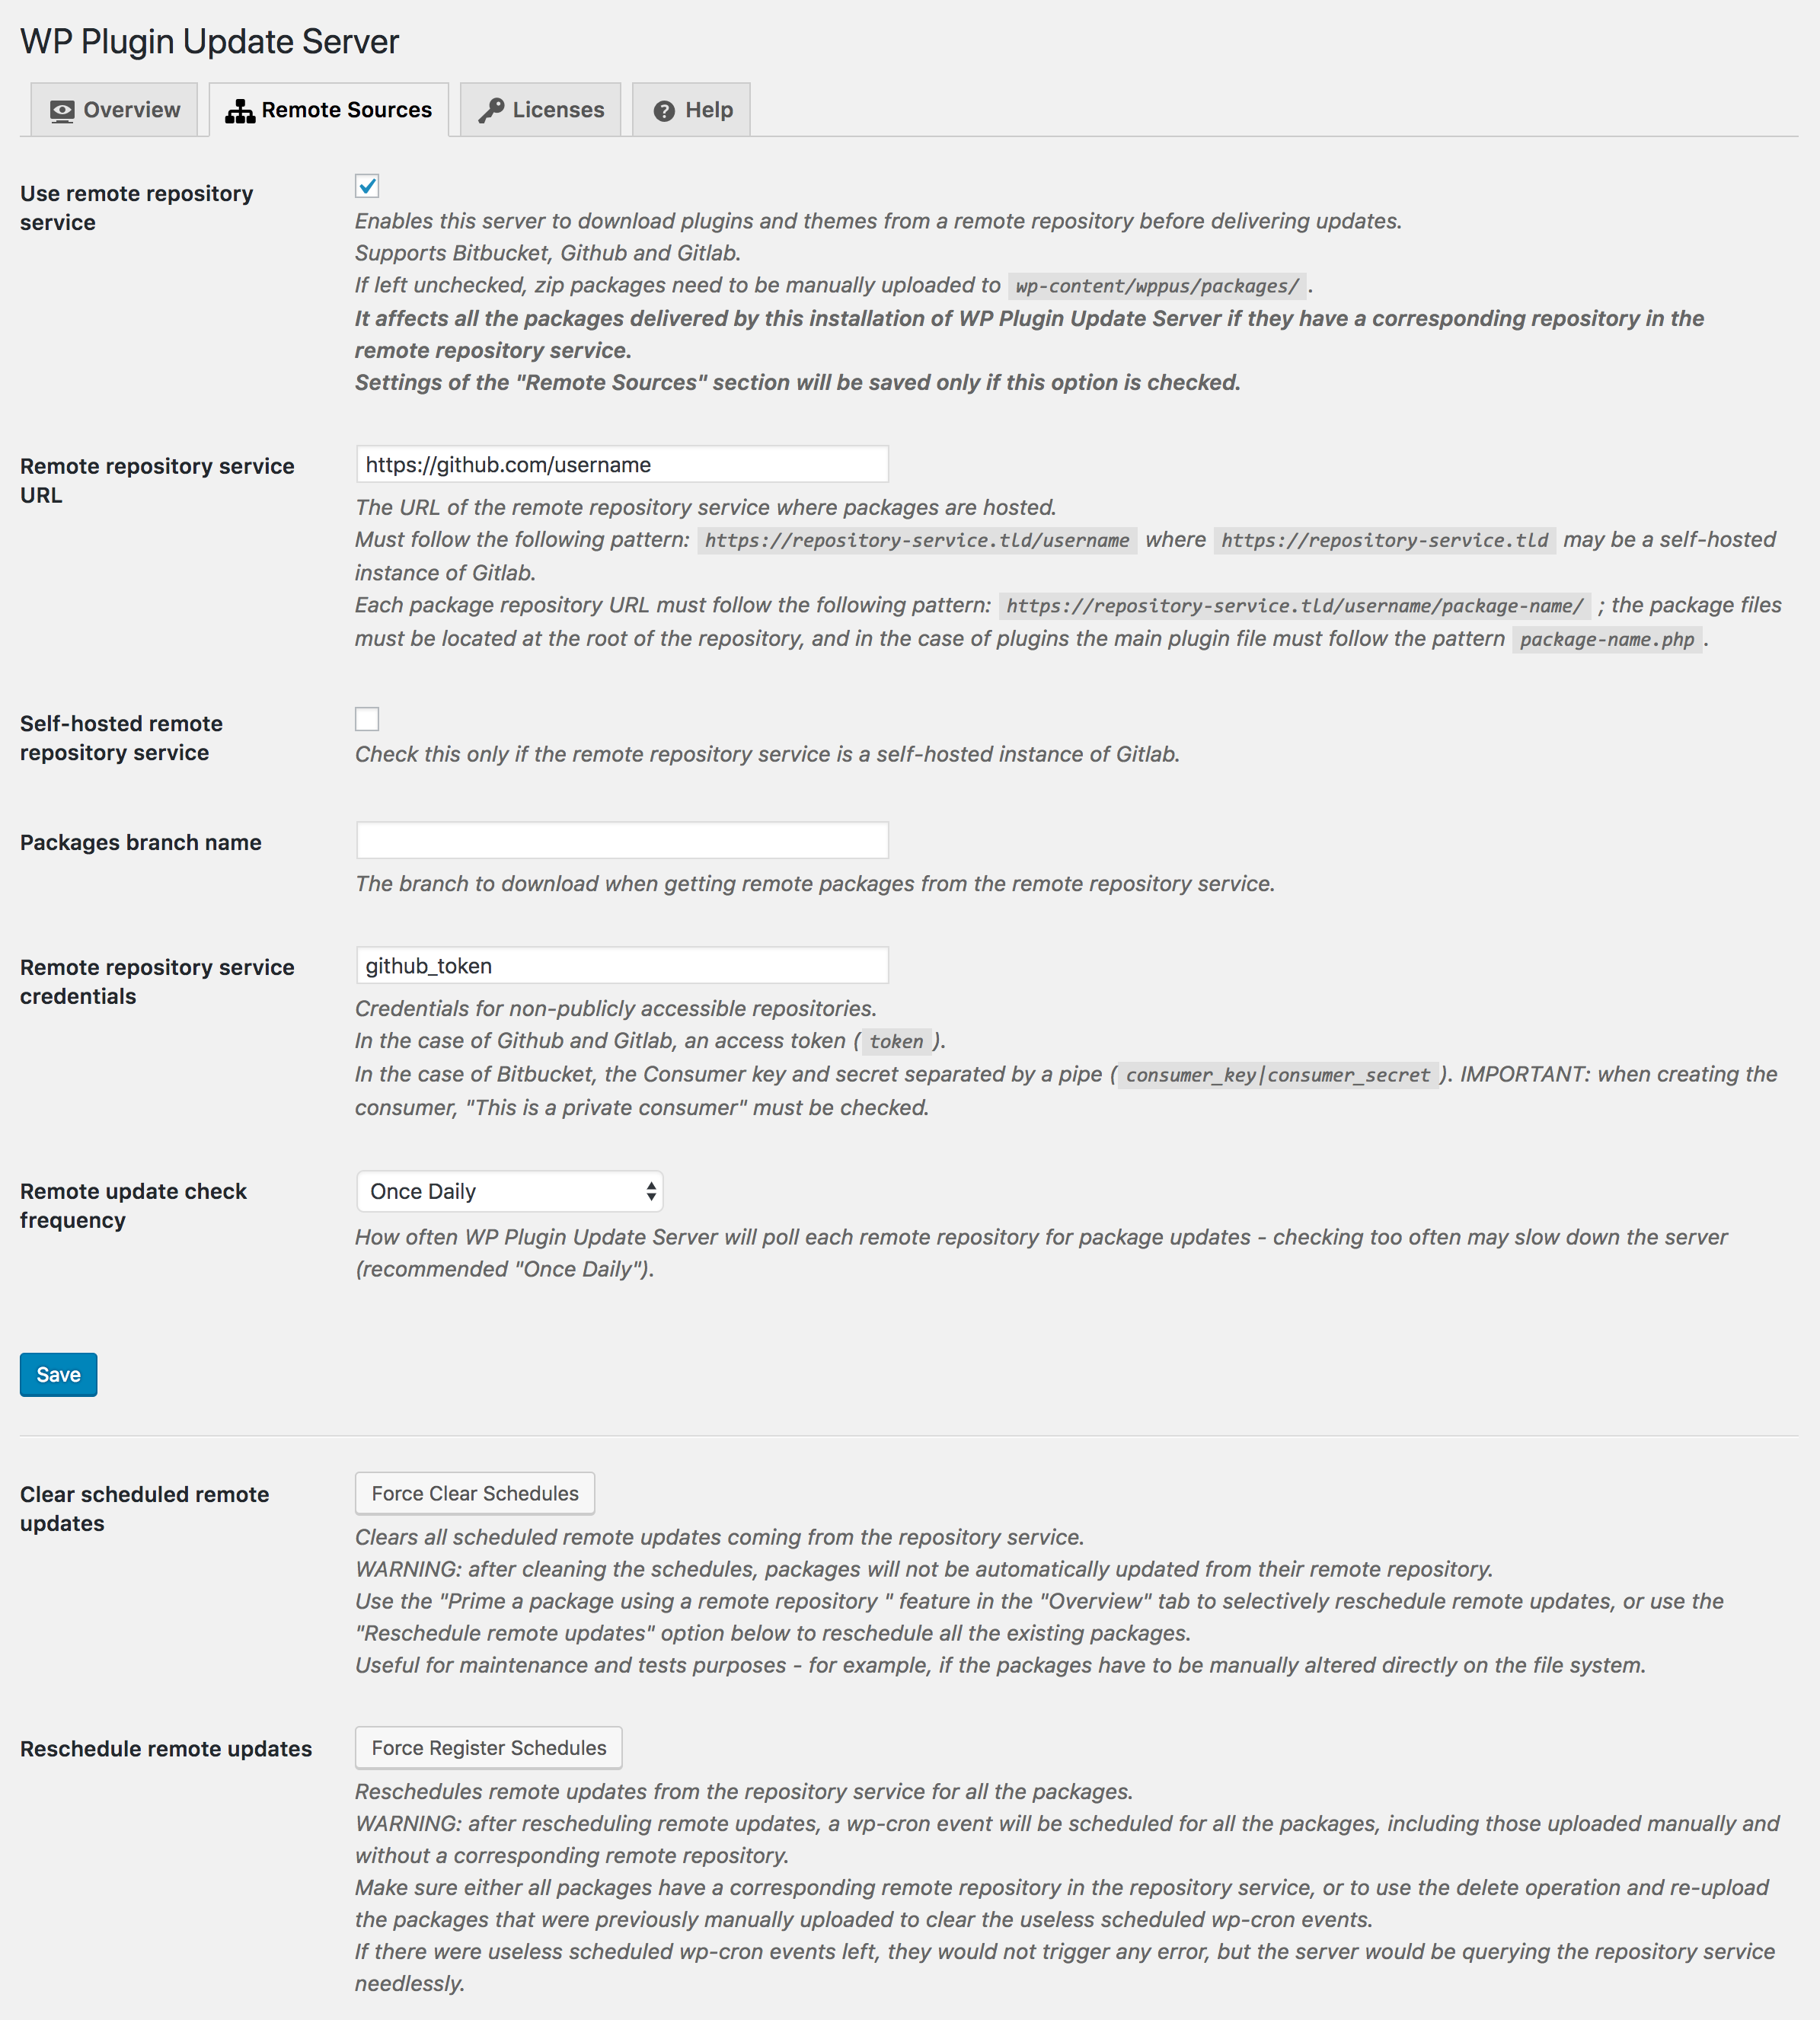 WP Plugin Update Server
Overview
Remote Sources
Licenses
Help
Use remote repository
service
Enables this server to download plugins and themes from a remote repository before delivering updates.
Supports Bitbucket, Github and Gitlab.
If left unchecked, zip packages need to be manually uploaded to wp-content/wppus/packages/ .
It affects all the packages delivered by this installation of WP Plugin Update Server if they have a corresponding repository in the
remote repository service.
Settings of the "Remote Sources" section will be saved only if this option is checked.
Remote repository service
URL
https://github.com/username
The URL of the remote repository service where packages are hosted.
Must follow the following pattern: https://repository-service.tld/username where https://repository-service.tld may be a self-hosted
instance of Gitlab.
Each package repository URL must follow the following pattern: https://repository-service.tld/username/package-name/ ; the package files
must be located at the root of the repository, and in the case of plugins the main plugin file must follow the pattern package-name.php .
Self-hosted remote
repository service
Check this only if the remote repository service is a self-hosted instance of Gitlab.
Packages branch name
The branch to download when getting remote packages from the remote repository service.
Remote repository service
credentials
github_token
Credentials for non-publicly accessible repositories.
In the case of Github and Gitlab, an access token ( token ).
In the case of Bitbucket, the Consumer key and secret separated by a pipe ( consumer_key|consumer_secret ). IMPORTANT: when creating the
consumer, "This is a private consumer" must be checked.
Remote update check
frequency
Once Daily
How often WP Plugin Update Server will poll each remote repository for package updates - checking too often may slow down the server
(recommended "Once Daily").
Save
Clear scheduled remote
updates
Force Clear Schedules
Clears all scheduled remote updates coming from the repository service.
WARNING: after cleaning the schedules, packages will not be automatically updated from their remote repository.
Use the "Prime a package using a remote repository " feature in the "Overview" tab to selectively reschedule remote updates, or use the
"Reschedule remote updates" option below to reschedule all the existing packages.
Useful for maintenance and tests purposes - for example, if the packages have to be manually altered directly on the file system.
Reschedule remote updates
Force Register Schedules
Reschedules remote updates from the repository service for all the packages.
WARNING: after rescheduling remote updates, a wp-cron event will be scheduled for all the packages, including those uploaded manually and
without a corresponding remote repository.
Make sure either all packages have a corresponding remote repository in the repository service, or to use the delete operation and re-upload
the packages that were previously manually uploaded to clear the useless scheduled wp-cron events.
If there were useless scheduled wp-cron events left, they would not trigger any error, but the server would be querying the repository service
needlessly.